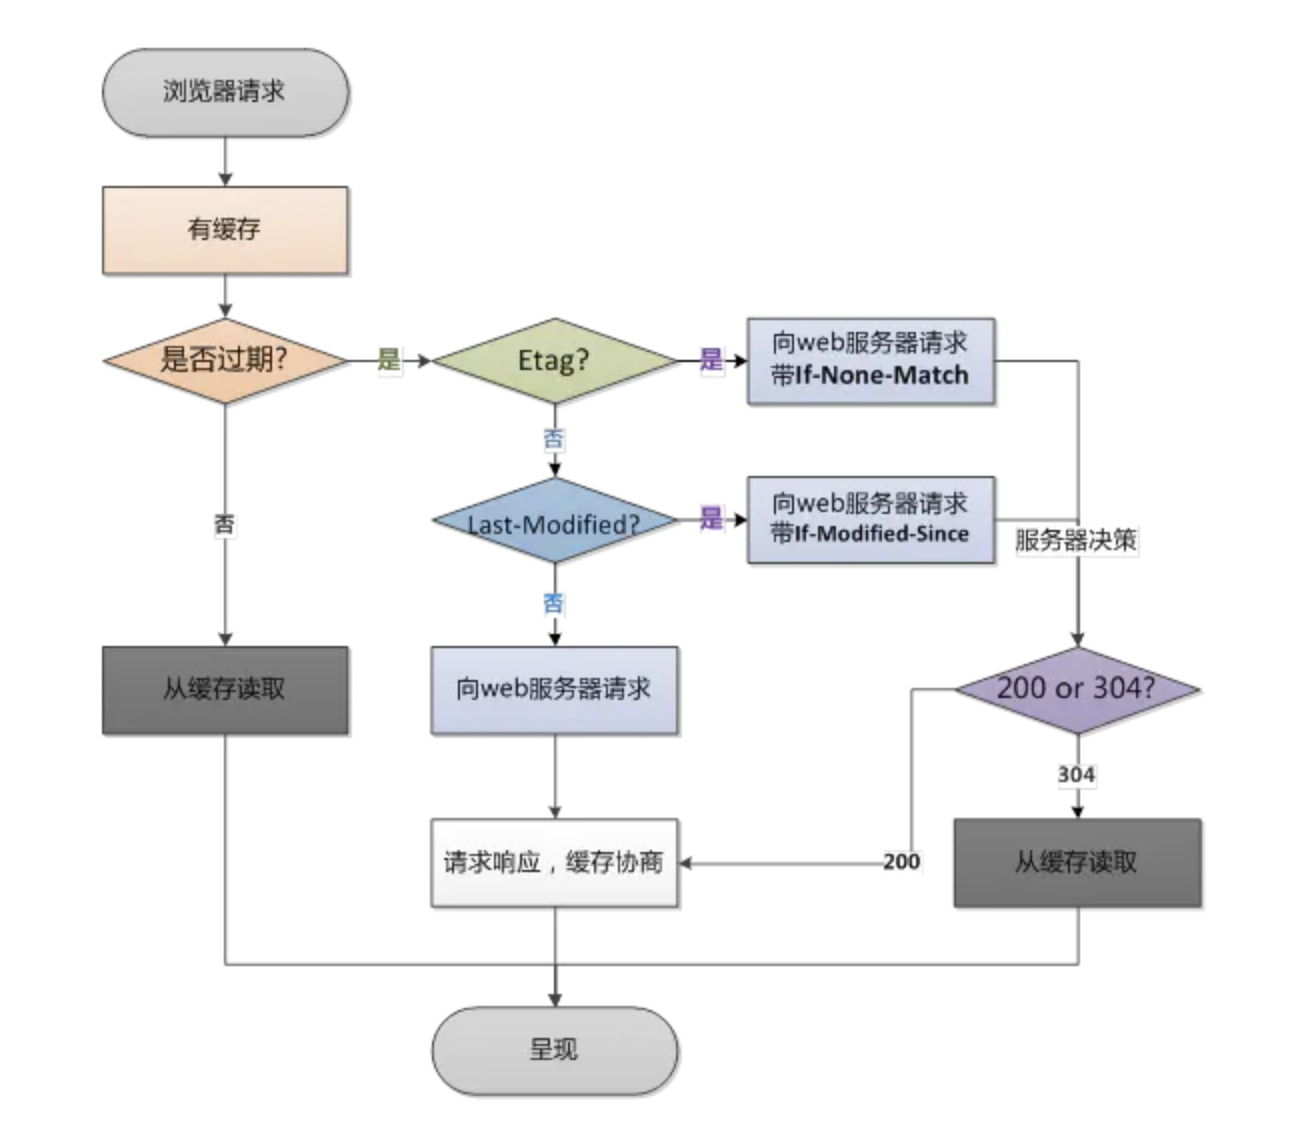 浏览器请求
有缓存
是否过期?
是
Etag?
是
向web服务器请求
带If-None-Match
否
否
Last-Modified?
是
向web服务器请求
带If-Modified-Since
服务器决策
否
从缓存读取
向web服务器请求
200 or 304?
304
请求响应，缓存协商
200
从缓存读取
呈现